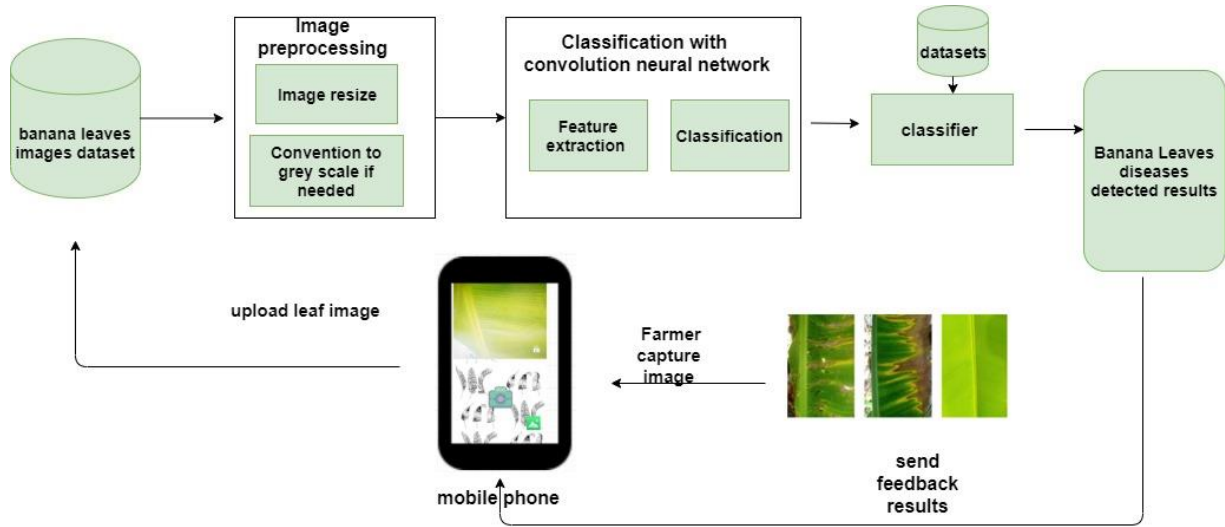 banana leaves
images dataset
Image
preprocessing
Image resize
Convention to
grey scale if
needed
Classification with
convolution neural network
Feature
extraction
Classification
datasets
classifier
Banana Leaves
diseases
detected results
upload leaf image
mobile phone
Farmer
capture
image
send
feedback
results